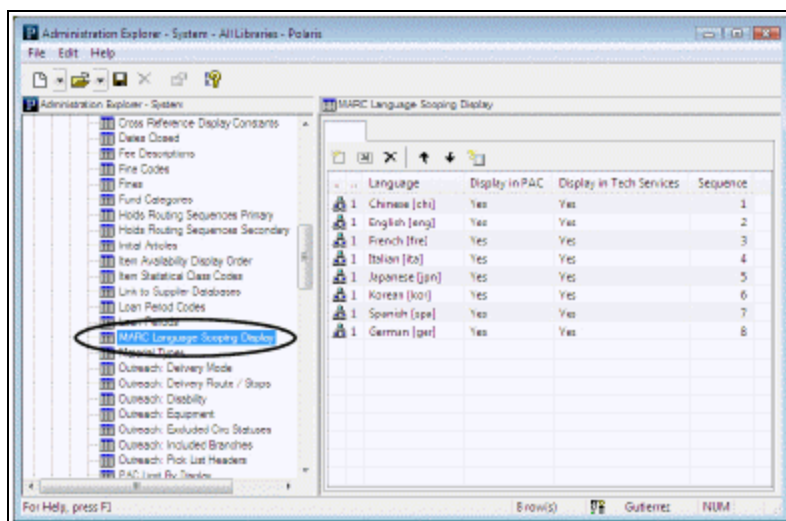 Administration Explorer - System - All Libraries - Polaris
File Edit Help
Administration Explorer - System
MARC Language Scoping Display
Cross Reference Display Constants
Dates Closed
Fee Descriptions
Fine Codes
Fines
Fund Categories
Holds Routing Sequences Primary
Holds Routing Sequences Secondary
Initial Articles
Item Availability Display Order
Item Statistical Class Codes
Link to Supplier Databases
Loan Period Codes
Loan Periods
MARC Language Scoping Display
Material Types
Outreach: Delivery Mode
Outreach: Delivery Route / Stops
Outreach: Disability
Outreach: Equipment
Outreach: Excluded Circ Statuses
Outreach: Included Branches
Outreach: Pick List Headers
PAC Limit By Display
Language Display in PAC Display in Tech Services Sequence
1 Chinese [chi] Yes Yes 1
1 English [eng] Yes Yes 2
1 French [fre] Yes Yes 3
1 Italian [ita] Yes Yes 4
1 Japanese [jpn] Yes Yes 5
1 Korean [kor] Yes Yes 6
1 Spanish [spa] Yes Yes 7
1 German [ger] Yes Yes 8
For Help, press F1
8 row(s) Gutierrez NUM